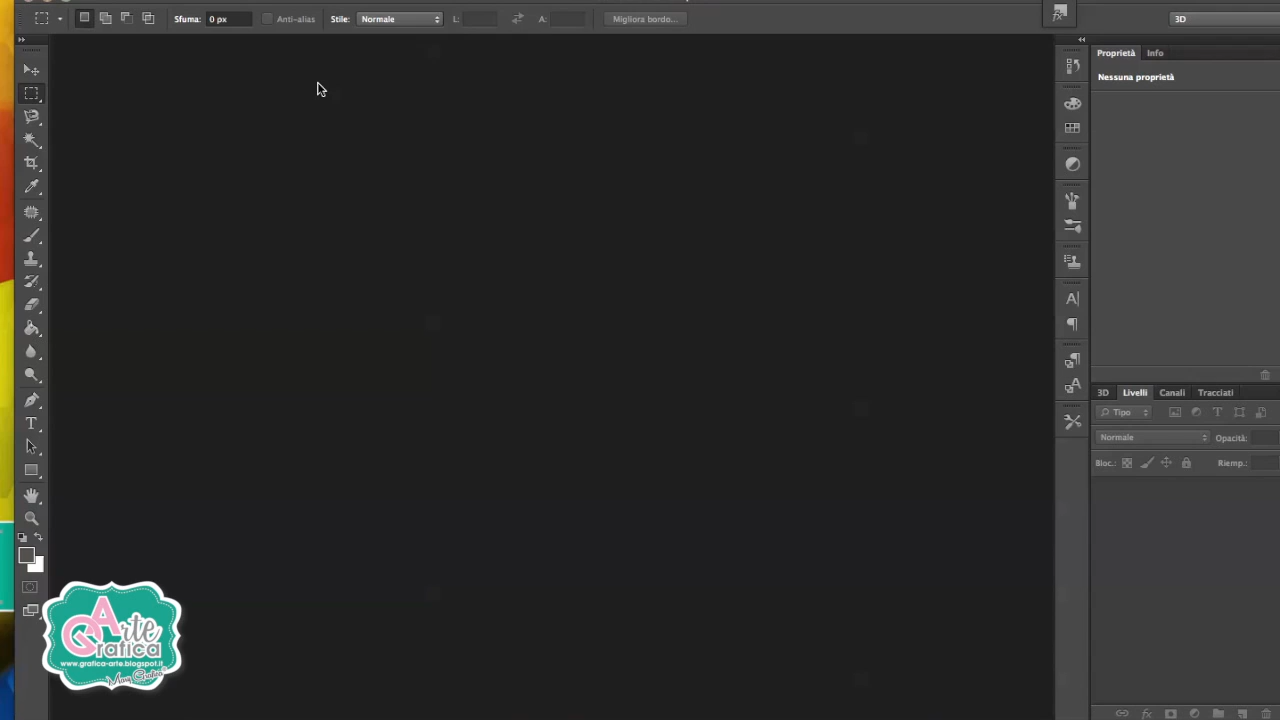 Sfuma: 0 px Anti-alias Stile: Normale L: A: Migliora bordo... 3D
Proprietà Info
Nessuna proprietà
3D Livelli Canali Tracciati
Tipo
Normale Opacità:
Bloc.: Riemp.:
Arte
Grafica
www.grafica-arte.blogspot.it